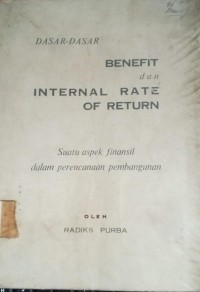 DASAR-DASAR
BENEFIT
dan
INTERNAL RATE
OF RETURN
Suatu aspek finansil
dalam perencanaan pembangunan
OLEH
RADIKS PURBA